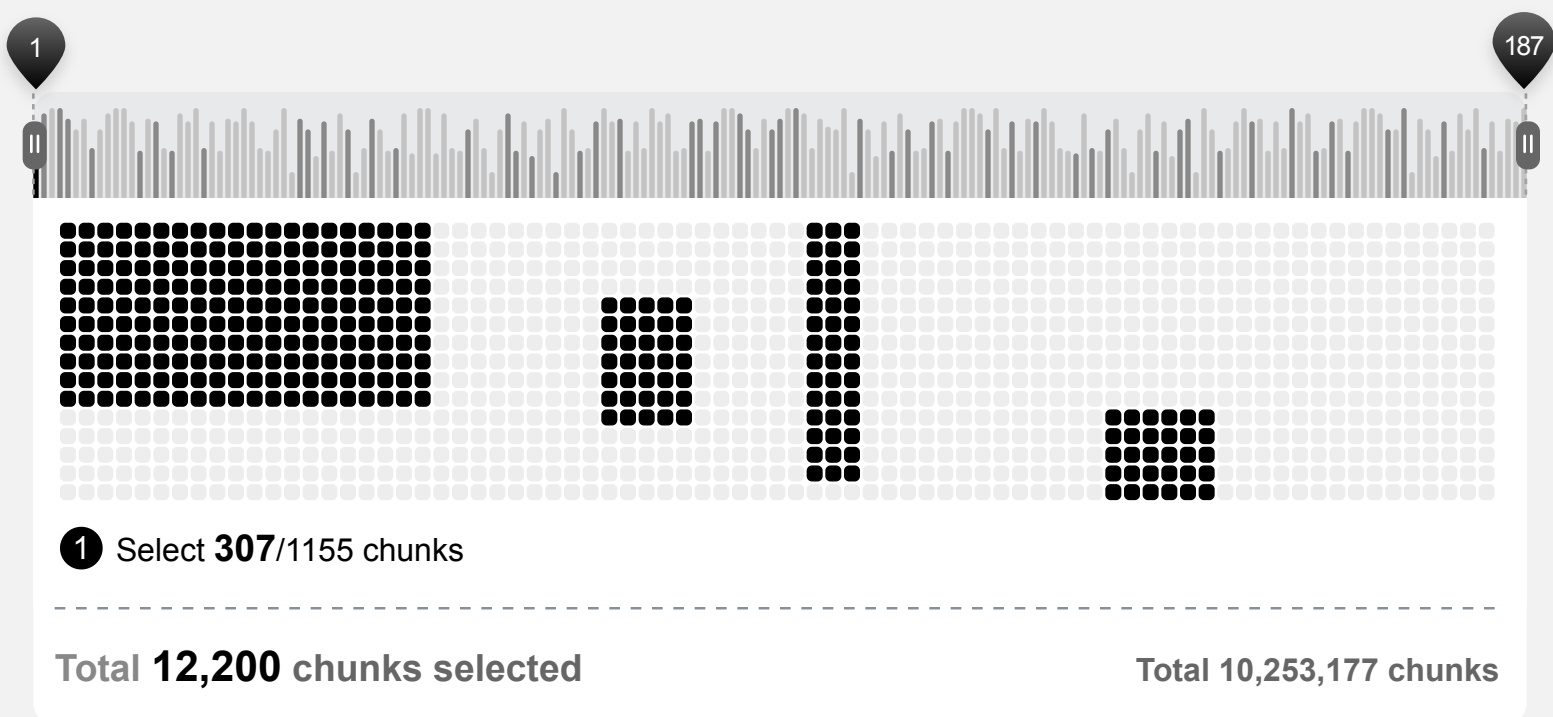 1
187
1 Select 307/1155 chunks
Total 12,200 chunks selected
Total 10,253,177 chunks